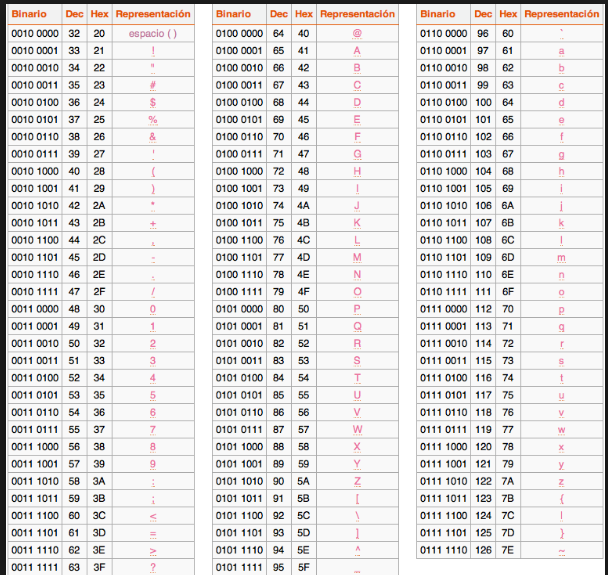 Binario Dec Hex Representación
0010 0000 32 20 espacio ( )
0010 0001 33 21 !
0010 0010 34 22 "
0010 0011 35 23 #
0010 0100 36 24 $
0010 0101 37 25 %
0010 0110 38 26 &
0010 0111 39 27 '
0010 1000 40 28 (
0010 1001 41 29 )
0010 1010 42 2A *
0010 1011 43 2B +
0010 1100 44 2C ,
0010 1101 45 2D -
0010 1110 46 2E .
0010 1111 47 2F /
0011 0000 48 30 0
0011 0001 49 31 1
0011 0010 50 32 2
0011 0011 51 33 3
0011 0100 52 34 4
0011 0101 53 35 5
0011 0110 54 36 6
0011 0111 55 37 7
0011 1000 56 38 8
0011 1001 57 39 9
0011 1010 58 3A :
0011 1011 59 3B ;
0011 1100 60 3C <
0011 1101 61 3D =
0011 1110 62 3E >
0011 1111 63 3F ?
Binario Dec Hex Representación
0100 0000 64 40 @
0100 0001 65 41 A
0100 0010 66 42 B
0100 0011 67 43 C
0100 0100 68 44 D
0100 0101 69 45 E
0100 0110 70 46 F
0100 0111 71 47 G
0100 1000 72 48 H
0100 1001 73 49 I
0100 1010 74 4A J
0100 1011 75 4B K
0100 1100 76 4C L
0100 1101 77 4D M
0100 1110 78 4E N
0100 1111 79 4F O
0101 0000 80 50 P
0101 0001 81 51 Q
0101 0010 82 52 R
0101 0011 83 53 S
0101 0100 84 54 T
0101 0101 85 55 U
0101 0110 86 56 V
0101 0111 87 57 W
0101 1000 88 58 X
0101 1001 89 59 Y
0101 1010 90 5A Z
0101 1011 91 5B [
0101 1100 92 5C \
0101 1101 93 5D ]
0101 1110 94 5E ^
0101 1111 95 5F _
Binario Dec Hex Representación
0110 0000 96 60 `
0110 0001 97 61 a
0110 0010 98 62 b
0110 0011 99 63 c
0110 0100 100 64 d
0110 0101 101 65 e
0110 0110 102 66 f
0110 0111 103 67 g
0110 1000 104 68 h
0110 1001 105 69 i
0110 1010 106 6A j
0110 1011 107 6B k
0110 1100 108 6C l
0110 1101 109 6D m
0110 1110 110 6E n
0110 1111 111 6F o
0111 0000 112 70 p
0111 0001 113 71 q
0111 0010 114 72 r
0111 0011 115 73 s
0111 0100 116 74 t
0111 0101 117 75 u
0111 0110 118 76 v
0111 0111 119 77 w
0111 1000 120 78 x
0111 1001 121 79 y
0111 1010 122 7A z
0111 1011 123 7B {
0111 1100 124 7C |
0111 1101 125 7D }
0111 1110 126 7E ~